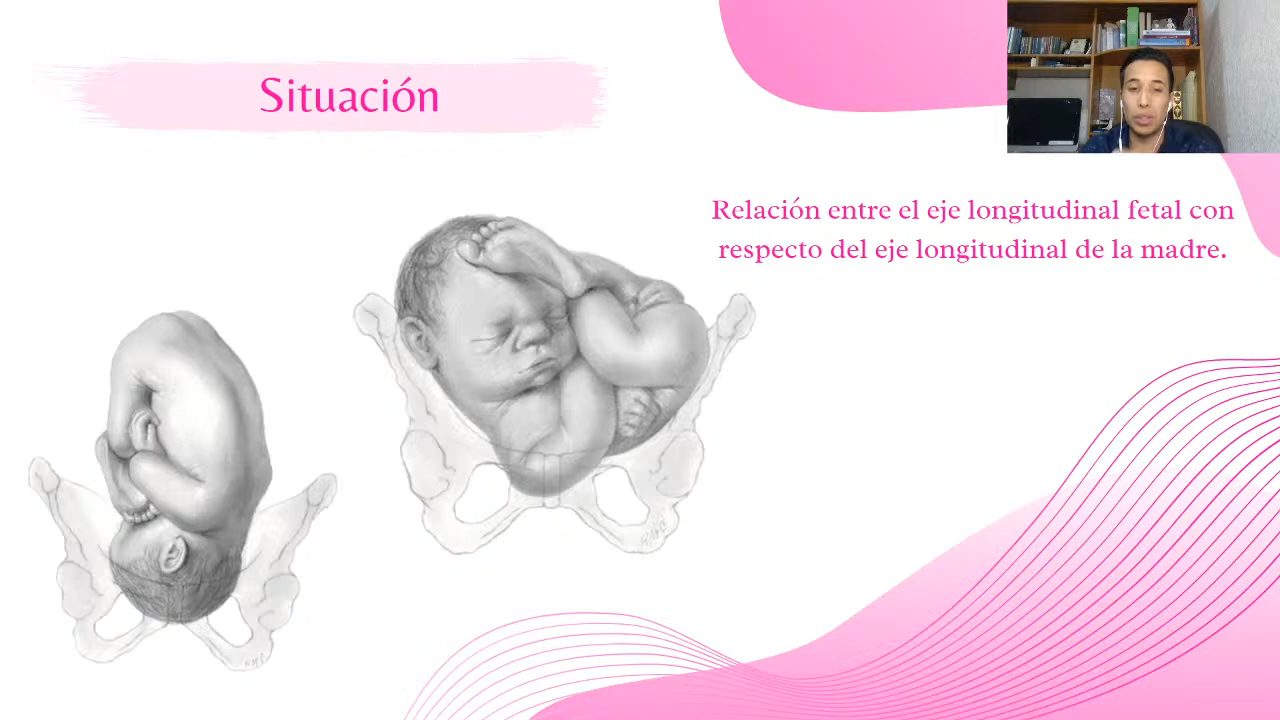 Situación
Relación entre el eje longitudinal fetal con
respecto del eje longitudinal de la madre.